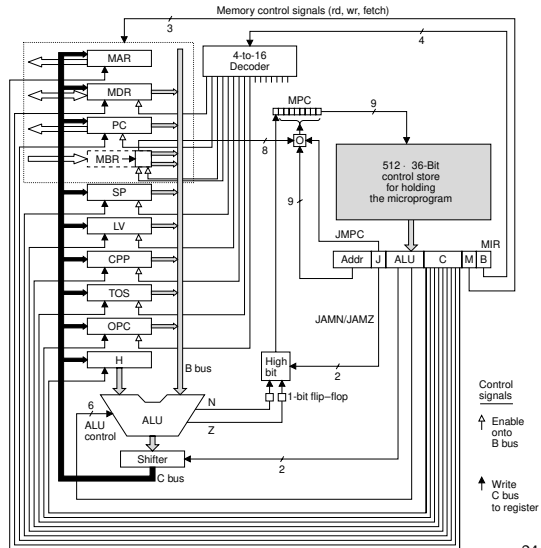 Memory control signals (rd, wr, fetch)
3
4
MAR
MDR
PC
MBR
SP
LV
CPP
TOS
OPC
H
4-to-16
Decoder
MPC
9
8
O
512 · 36-Bit
control store
for holding
the microprogram
9
JMPC
MIR
Addr
J
ALU
C
M
B
JAMN/JAMZ
High
bit
2
1-bit flip–flop
B bus
N
Z
6
ALU
control
ALU
Shifter
2
C bus
Control
signals
Enable
onto
B bus
Write
C bus
to register